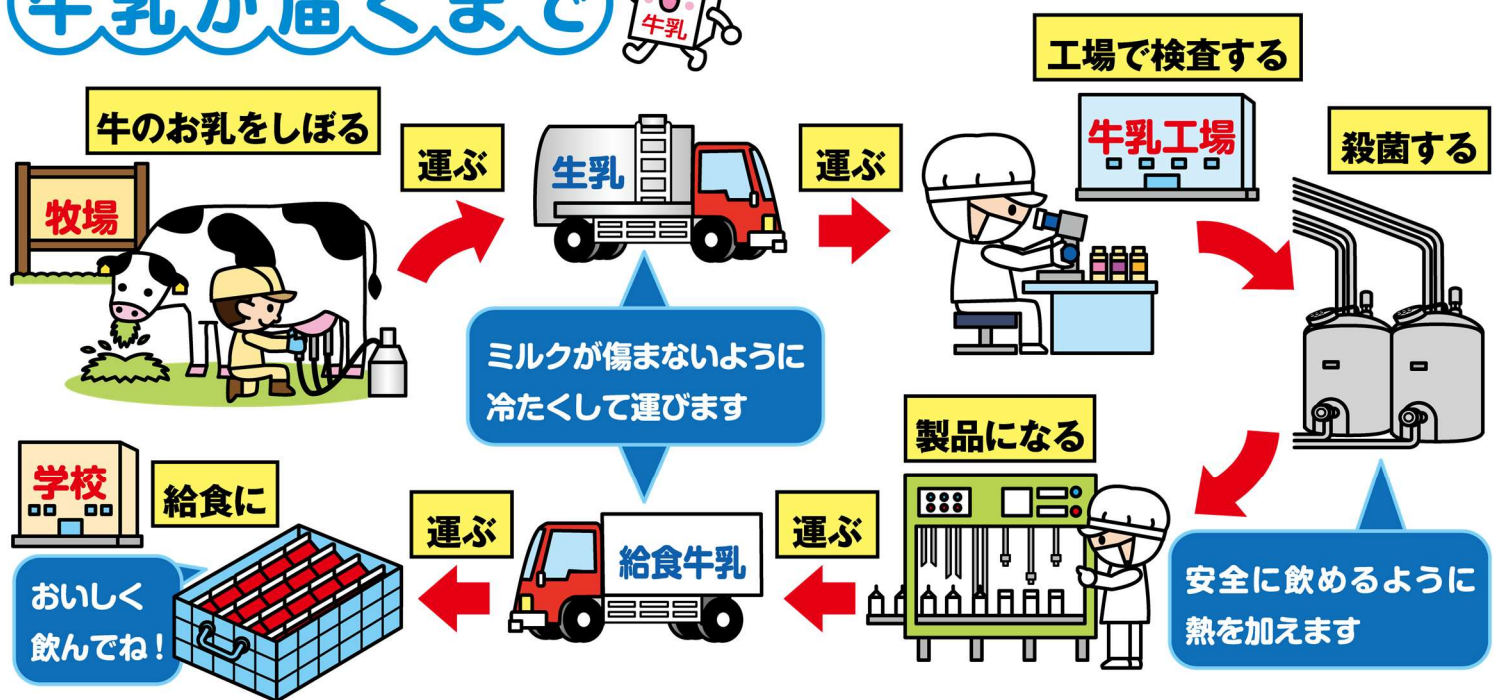 牛乳が届くまで
牛乳
牛のお乳をしぼる
牧場
運ぶ
生乳
運ぶ
工場で検査する
牛乳工場
殺菌する
ミルクが傷まないように
冷たくして運びます
安全に飲めるように
熱を加えます
製品になる
運ぶ
給食牛乳
運ぶ
給食に
学校
おいしく
飲んでね！